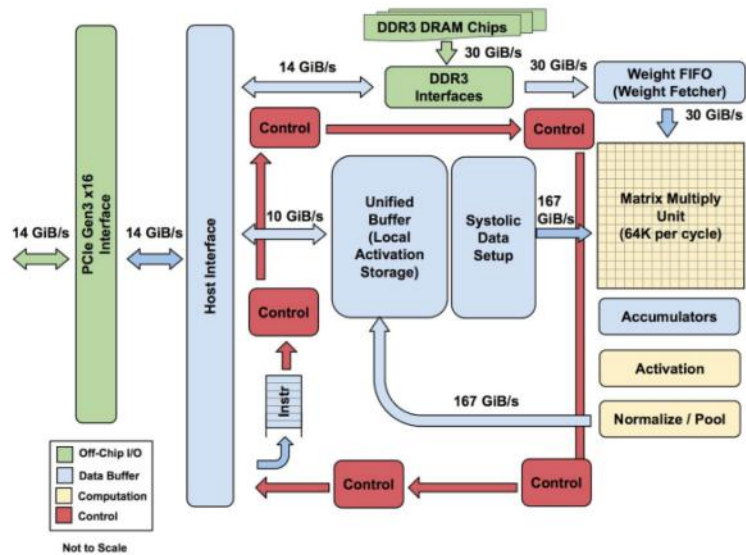 DDR3 DRAM Chips
30 GiB/s
14 GiB/s
DDR3
Interfaces
30 GiB/s
Weight FIFO
(Weight Fetcher)
30 GiB/s
Control
Control
PCIe Gen3 x16
Interface
14 GiB/s
14 GiB/s
Host Interface
10 GiB/s
Unified
Buffer
(Local
Activation
Storage)
Systolic
Data
Setup
167
GiB/s
Matrix Multiply
Unit
(64K per cycle)
Control
Accumulators
Instr
Activation
167 GiB/s
Normalize / Pool
Off-Chip I/O
Data Buffer
Computation
Control
Control
Control
Not to Scale